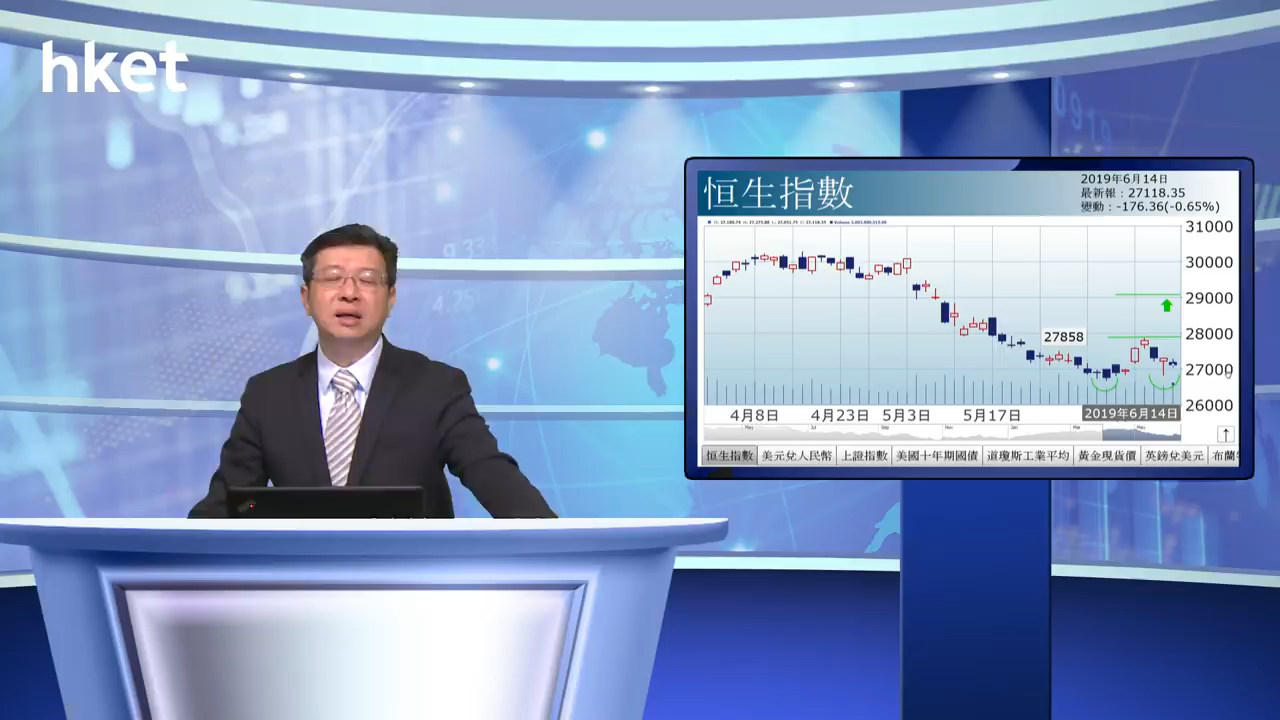 hket
恒生指數
2019年6月14日
最新報：27118.35
變動：-176.36(-0.65%)
31000
30000
29000
28000
27858
27000
26000
4月8日 4月23日 5月3日 5月17日 2019年6月14日
恒生指數 美元兌人民幣 上證指數 美國十年期國債 道瓊斯工業平均 黃金現貨價 英鎊兌美元